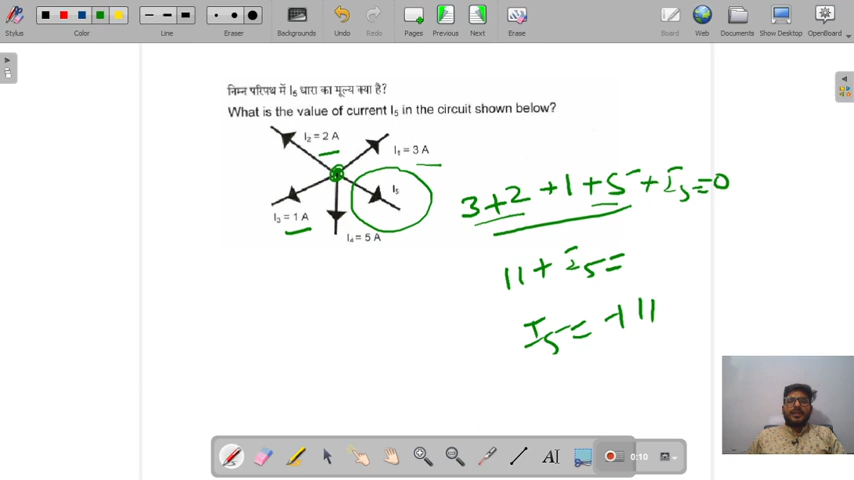 Stylus
Color
Line
Eraser
Backgrounds
Undo
Redo
Pages
Previous
Next
Erase
Board
Web
Documents
Show Desktop
OpenBoard
निम्न परिपथ में I5 धारा का मूल्य क्या है?
What is the value of current I5 in the circuit shown below?
I2 = 2 A
I1 = 3 A
I5
I3 = 1 A
I4 = 5 A
3+2+1+5+I5=0
11+I5=
I5=+11
AI
0:10